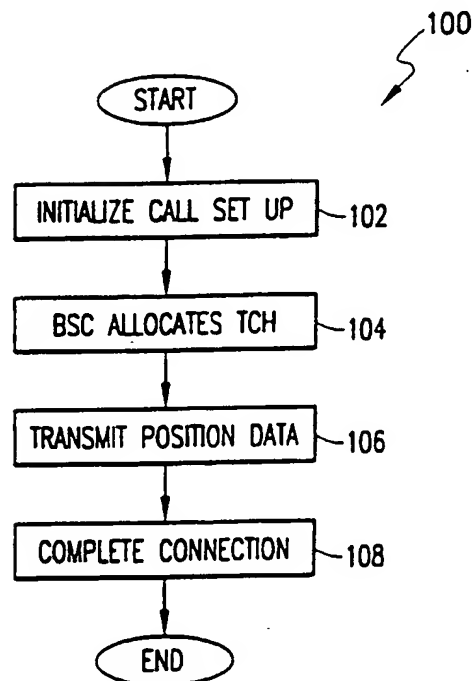 100
START
INITIALIZE CALL SET UP
102
BSC ALLOCATES TCH
104
TRANSMIT POSITION DATA
106
COMPLETE CONNECTION
108
END